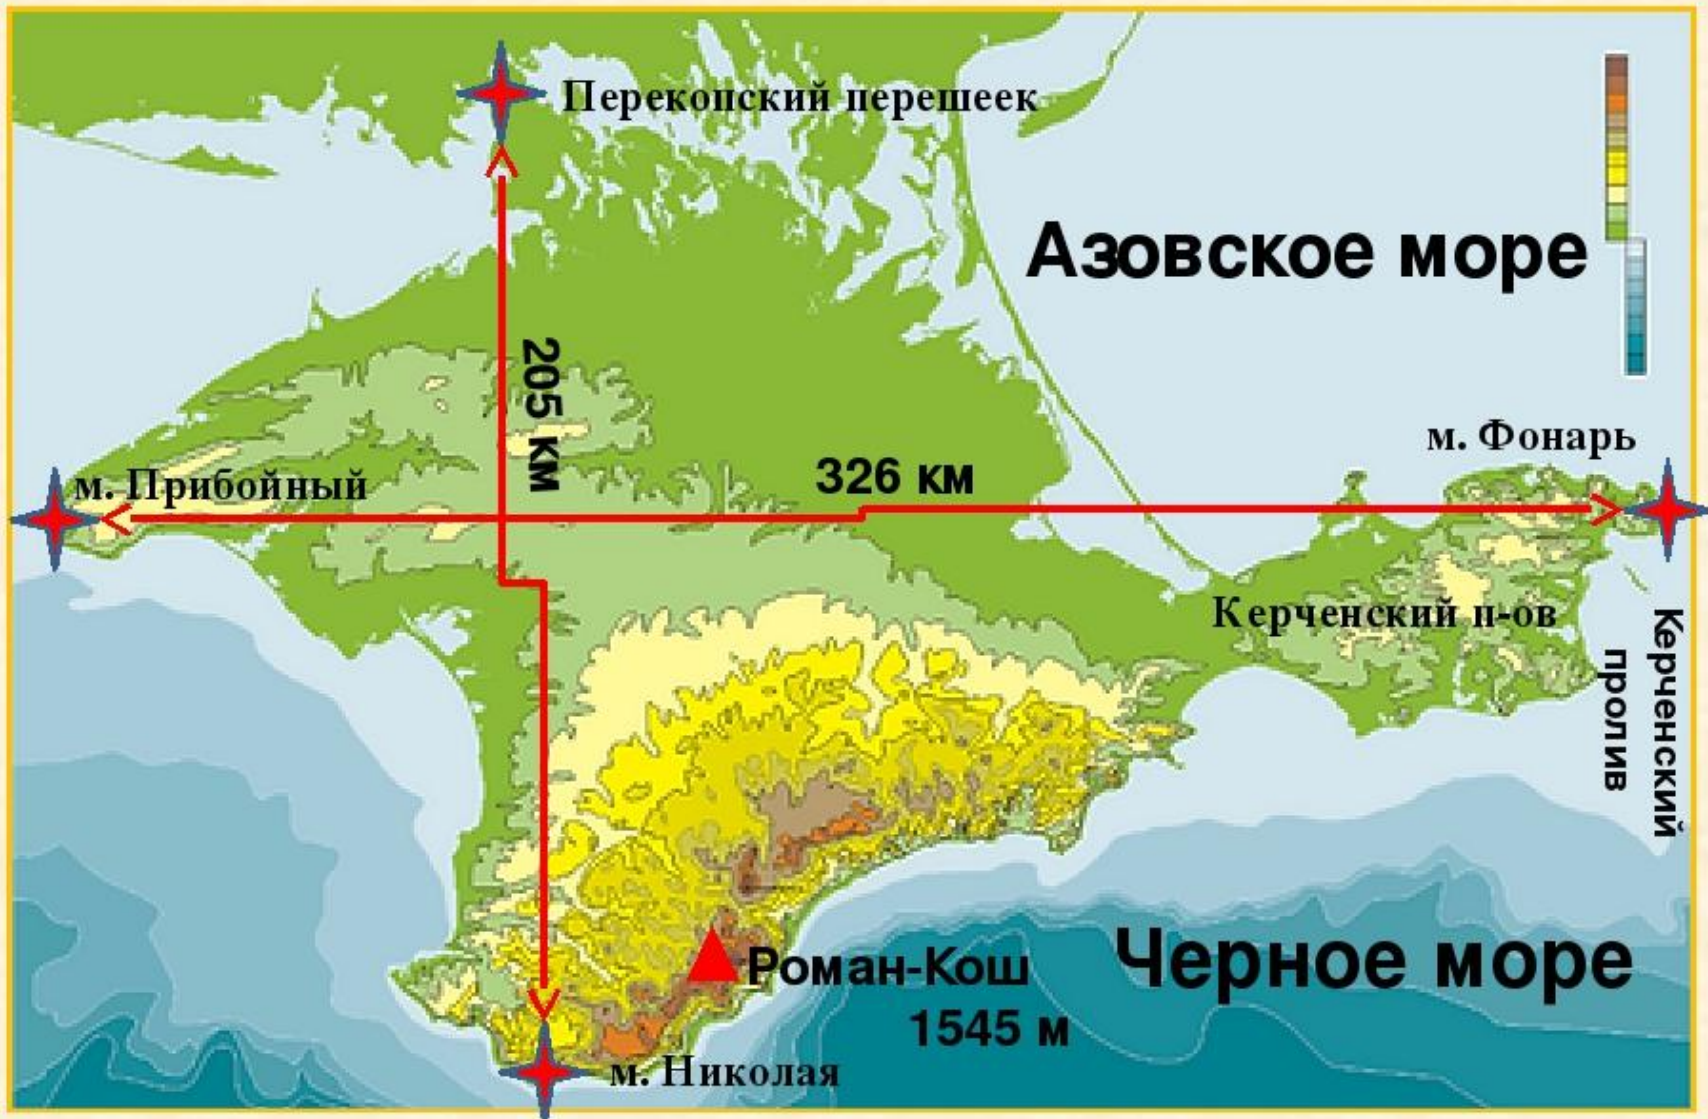 Перекопский перешеек
Азовское море
205 км
м. Фонарь
326 км
м. Прибойный
Керченский п-ов
Керченский
пролив
Роман-Кош
1545 м
Черное море
м. Николая